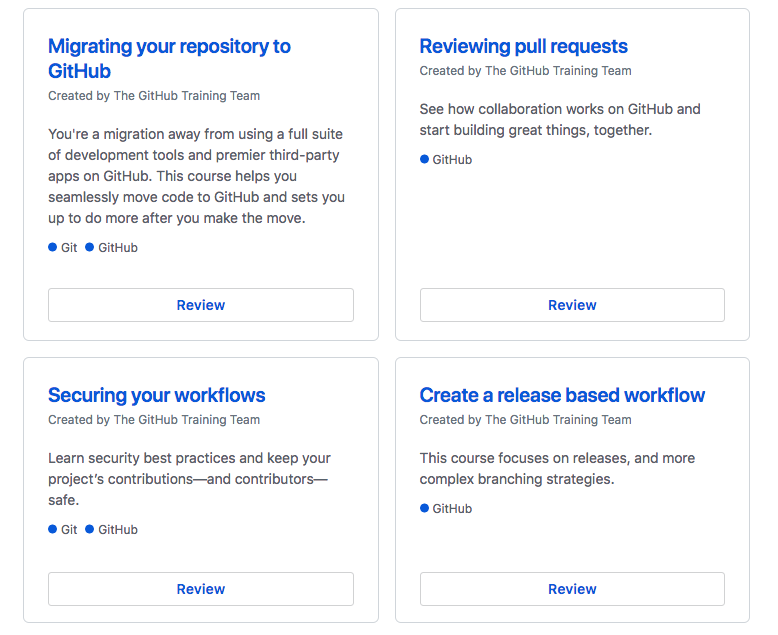 Migrating your repository to
GitHub
Created by The GitHub Training Team
You're a migration away from using a full suite
of development tools and premier third-party
apps on GitHub. This course helps you
seamlessly move code to GitHub and sets you
up to do more after you make the move.
Git GitHub
Review
Reviewing pull requests
Created by The GitHub Training Team
See how collaboration works on GitHub and
start building great things, together.
GitHub
Review
Securing your workflows
Created by The GitHub Training Team
Learn security best practices and keep your
project’s contributions—and contributors—
safe.
Git GitHub
Review
Create a release based workflow
Created by The GitHub Training Team
This course focuses on releases, and more
complex branching strategies.
GitHub
Review